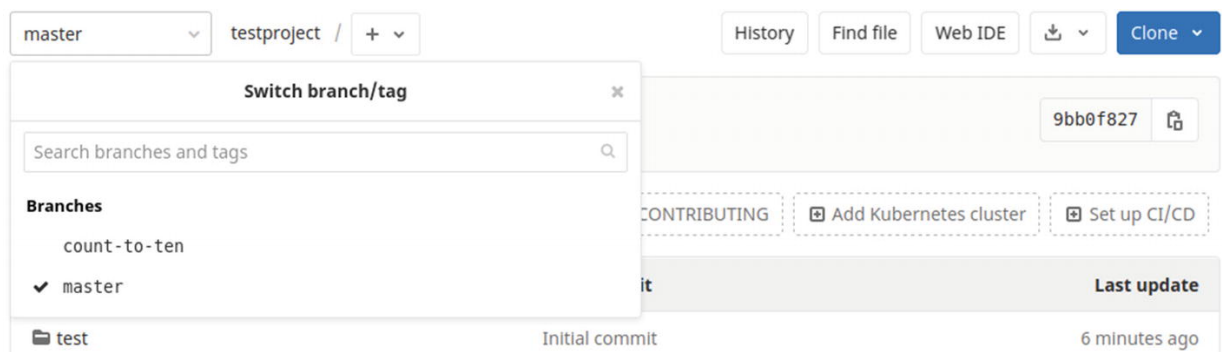 master testproject / + History Find file Web IDE Clone
Switch branch/tag
9bb0f827
Search branches and tags
Branches
CONTRIBUTING Add Kubernetes cluster Set up CI/CD
count-to-ten
master
it Last update
test Initial commit 6 minutes ago